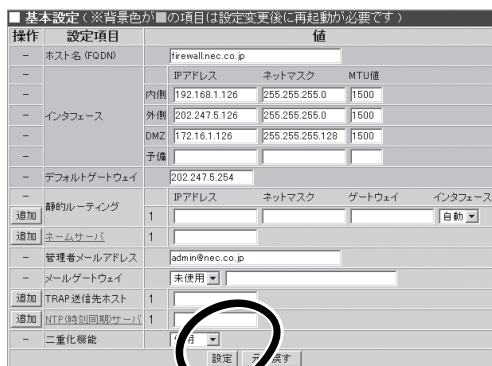 ■ 基本設定(※背景色が■の項目は設定変更後に再起動が必要です)
操作 設定項目 値
− ホスト名(FQDN) firewall.nec.co.jp
− IPアドレス ネットマスク MTU値
− 内側 192.168.1.126 255.255.255.0 1500
− インタフェース 外側 202.247.5.126 255.255.255.0 1500
− DMZ 172.16.1.126 255.255.255.128 1500
− 予備
− デフォルトゲートウェイ 202.247.5.254
− 静的ルーティング IPアドレス ネットマスク ゲートウェイ インタフェース
追加 1 自動
追加 ネームサーバ 1
− 管理者メールアドレス admin@nec.co.jp
− メールゲートウェイ 未使用
追加 TRAP送信先ホスト 1
追加 NTP(時刻同期)サーバ 1
− 二重化機能
設定